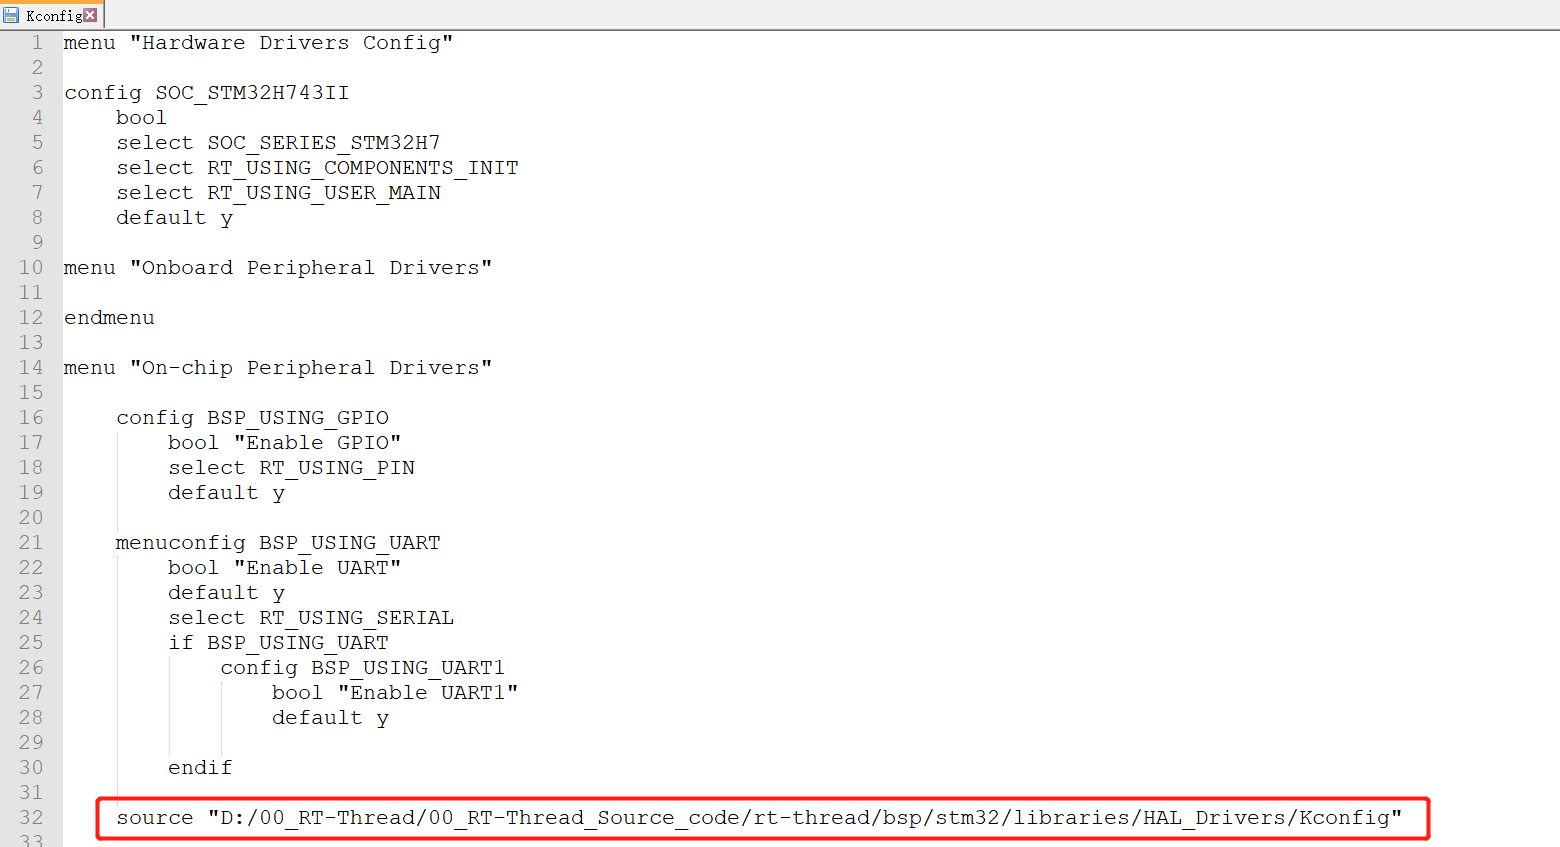 Kconfig
1 menu "Hardware Drivers Config"
2
3 config SOC_STM32H743II
4     bool
5     select SOC_SERIES_STM32H7
6     select RT_USING_COMPONENTS_INIT
7     select RT_USING_USER_MAIN
8     default y
9
10 menu "Onboard Peripheral Drivers"
11
12 endmenu
13
14 menu "On-chip Peripheral Drivers"
15
16     config BSP_USING_GPIO
17         bool "Enable GPIO"
18         select RT_USING_PIN
19         default y
20
21     menuconfig BSP_USING_UART
22         bool "Enable UART"
23         default y
24         select RT_USING_SERIAL
25         if BSP_USING_UART
26             config BSP_USING_UART1
27                 bool "Enable UART1"
28                 default y
29
30         endif
31
32     source "D:/00_RT-Thread/00_RT-Thread_Source_code/rt-thread/bsp/stm32/libraries/HAL_Drivers/Kconfig"
33